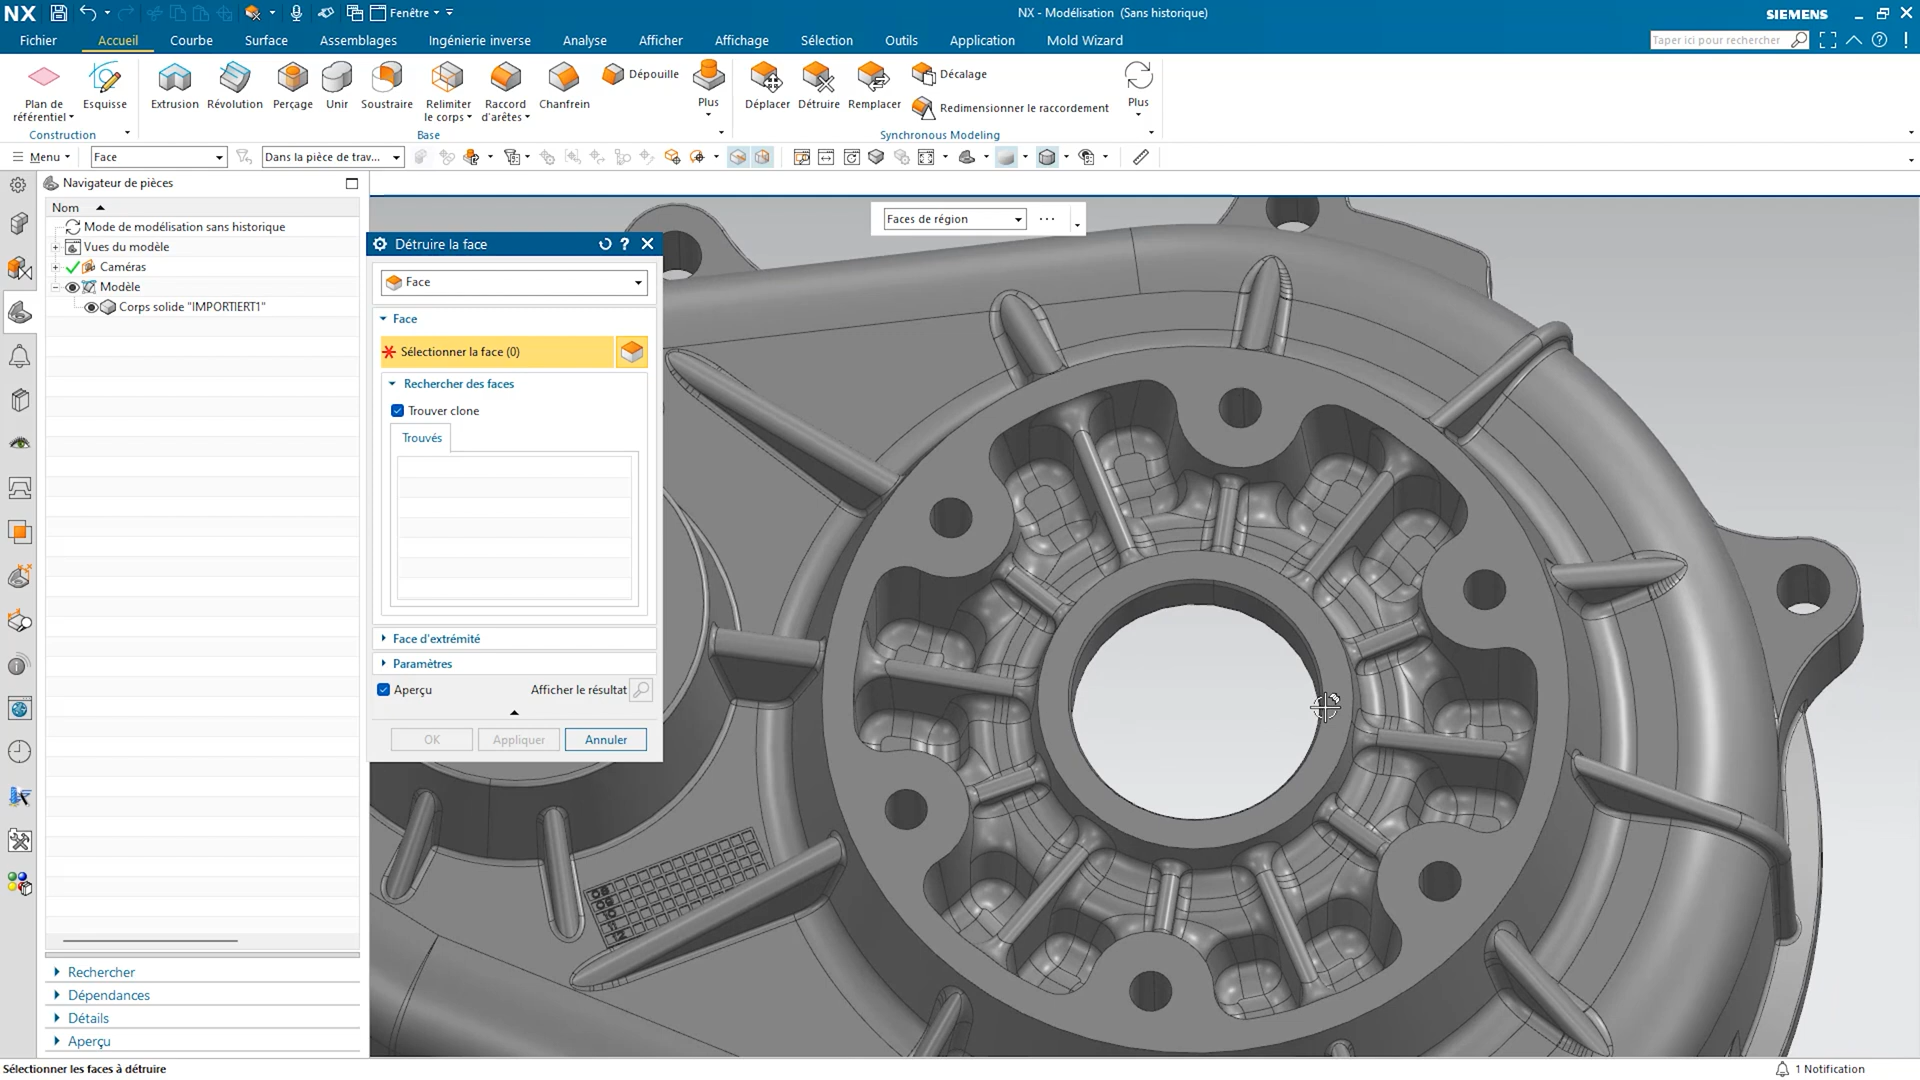 NX
Fenêtre
NX - Modélisation (Sans historique)
SIEMENS
Fichier
Accueil
Courbe
Surface
Assemblages
Ingénierie inverse
Analyse
Afficher
Affichage
Sélection
Outils
Application
Mold Wizard
Taper ici pour rechercher
Plan de
référentiel
Esquisse
Extrusion
Révolution
Perçage
Unir
Soustraire
Relimiter
le corps
Raccord
d'arêtes
Chanfrein
Dépouille
Plus
Déplacer
Détruire
Remplacer
Décalage
Redimensionner le raccordement
Plus
Construction
Base
Synchronous Modeling
Menu
Face
Dans la pièce de trav...
Navigateur de pièces
Nom
Mode de modélisation sans historique
Vues du modèle
Caméras
Modèle
Corps solide "IMPORTIERT1"
Rechercher
Dépendances
Détails
Aperçu
Faces de région
Détruire la face
Face
Face
Sélectionner la face (0)
Rechercher des faces
Trouver clone
Trouvés
Face d'extrémité
Paramètres
Aperçu
Afficher le résultat
OK
Appliquer
Annuler
08
09
10
11
12
Sélectionner les faces à détruire
1 Notification